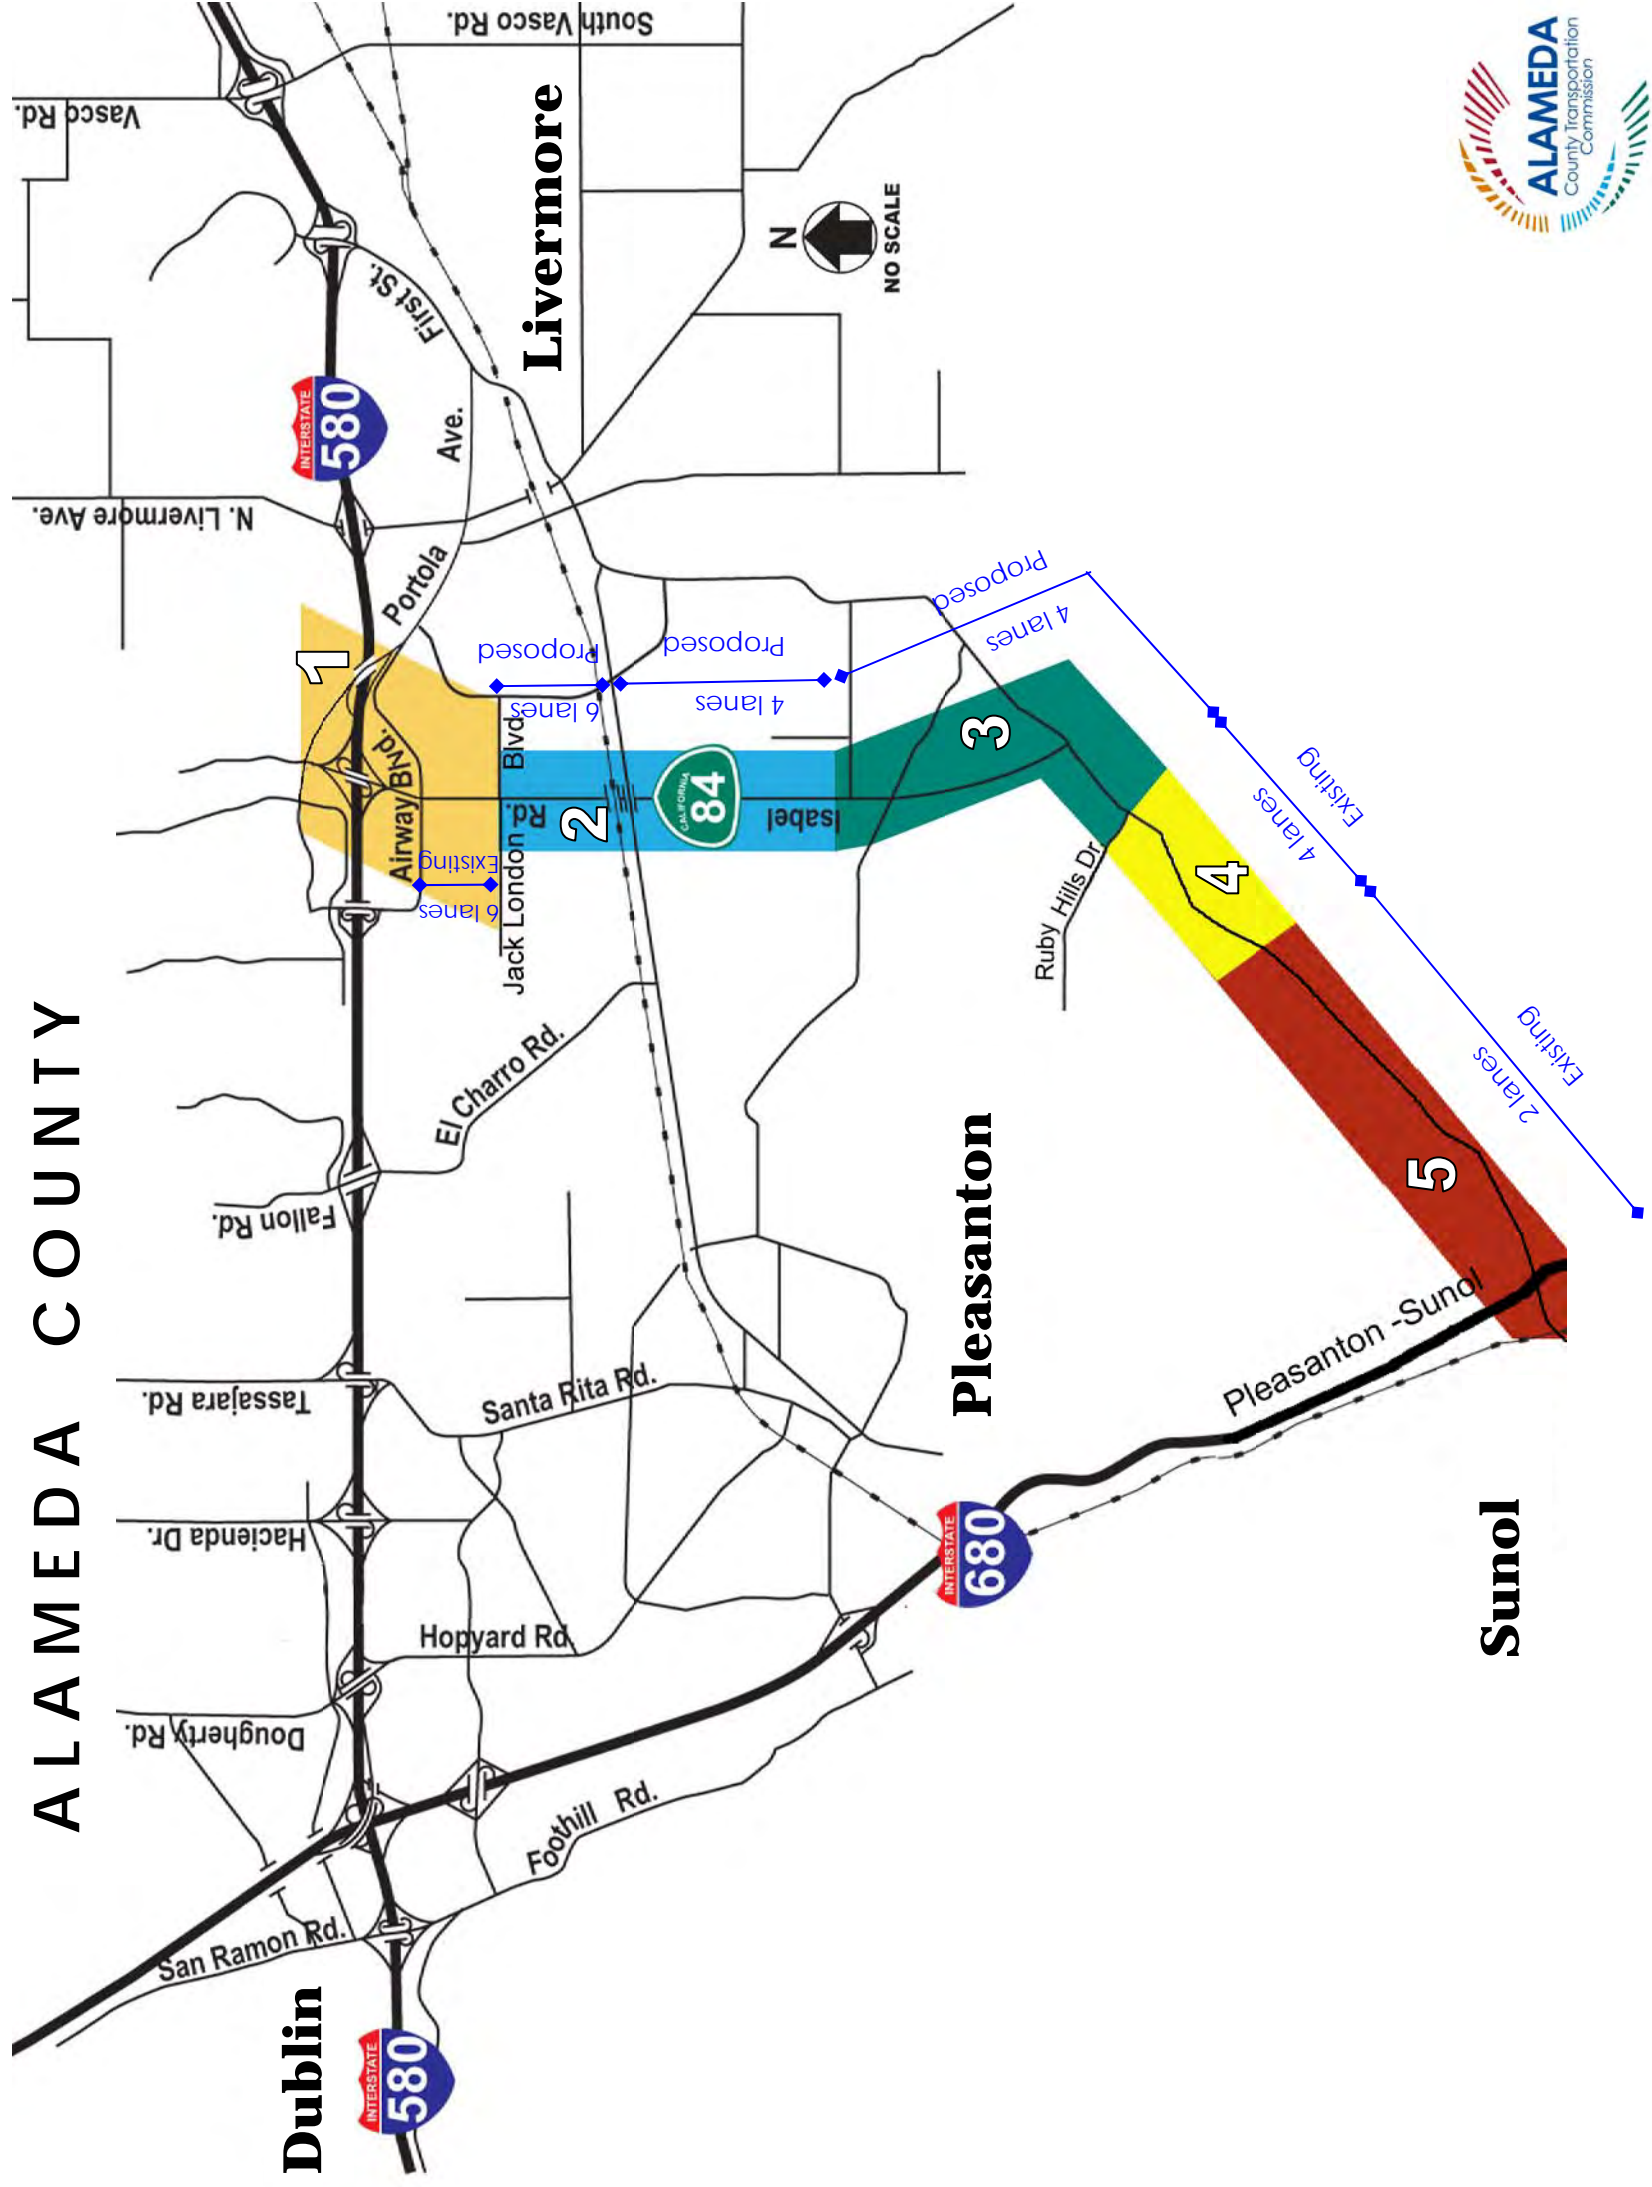 ALAMEDA COUNTY
Vasco Rd.
South Vasco Rd.
N. Livermore Ave.
First St.
Livermore
INTERSTATE
580
Portola
Ave.
N
NO SCALE
1
Airway Blvd.
6 lanes
Existing
Jack London
Blvd
6 lanes
Proposed
2
Isabel
Rd.
CALIFORNIA
84
4 lanes
Proposed
3
4 lanes
Proposed
Ruby
Hills Dr.
4
4 lanes
Existing
5
2 lanes
Existing
El Charro Rd.
Fallon Rd.
Tassajara Rd.
Santa Rita Rd.
Hacienda Dr.
Hopyard Rd.
Dougherty Rd.
San Ramon Rd.
Foothill Rd.
Dublin
INTERSTATE
580
Pleasanton
INTERSTATE
680
Pleasanton -Sunol
Sunol
ALAMEDA
County Transportation
Commission